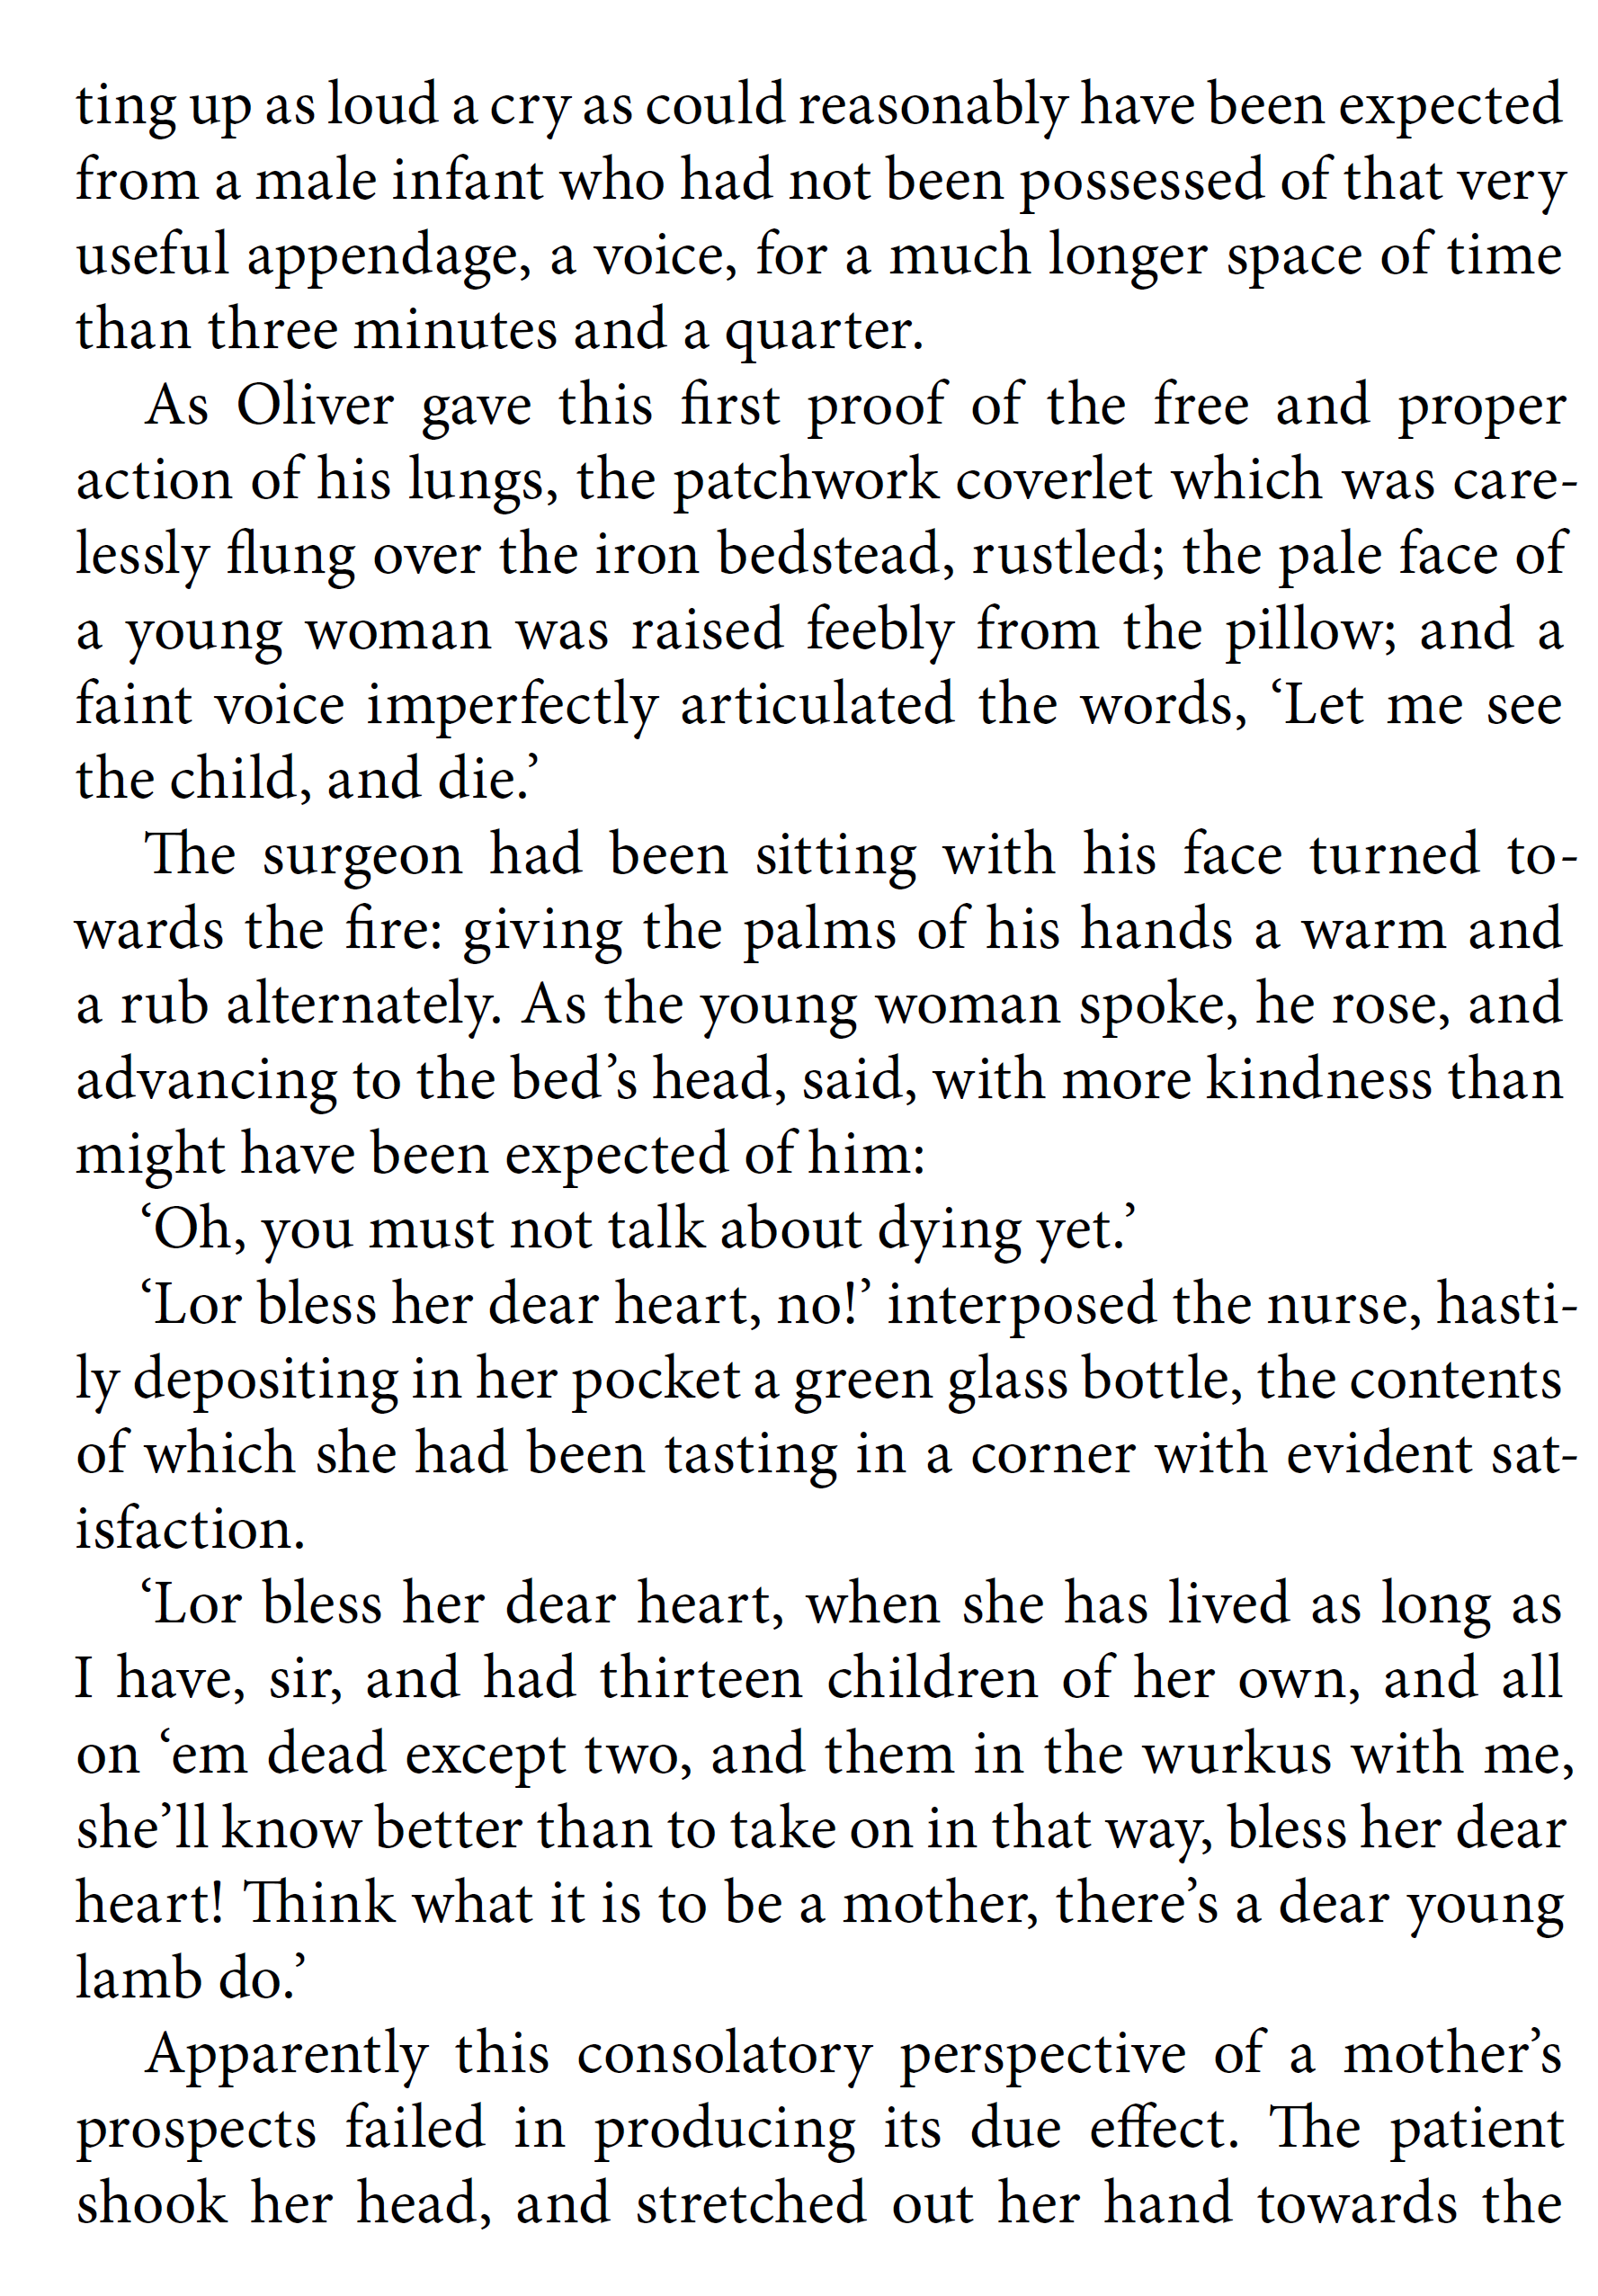 ting up as loud a cry as could reasonably have been expected
from a male infant who had not been possessed of that very
useful appendage, a voice, for a much longer space of time
than three minutes and a quarter.
As Oliver gave this first proof of the free and proper
action of his lungs, the patchwork coverlet which was care-
lessly flung over the iron bedstead, rustled; the pale face of
a young woman was raised feebly from the pillow; and a
faint voice imperfectly articulated the words, ‘Let me see
the child, and die.’
The surgeon had been sitting with his face turned to-
wards the fire: giving the palms of his hands a warm and
a rub alternately. As the young woman spoke, he rose, and
advancing to the bed’s head, said, with more kindness than
might have been expected of him:
‘Oh, you must not talk about dying yet.’
‘Lor bless her dear heart, no!’ interposed the nurse, hasti-
ly depositing in her pocket a green glass bottle, the contents
of which she had been tasting in a corner with evident sat-
isfaction.
‘Lor bless her dear heart, when she has lived as long as
I have, sir, and had thirteen children of her own, and all
on ‘em dead except two, and them in the wurkus with me,
she’ll know better than to take on in that way, bless her dear
heart! Think what it is to be a mother, there’s a dear young
lamb do.’
Apparently this consolatory perspective of a mother’s
prospects failed in producing its due effect. The patient
shook her head, and stretched out her hand towards the